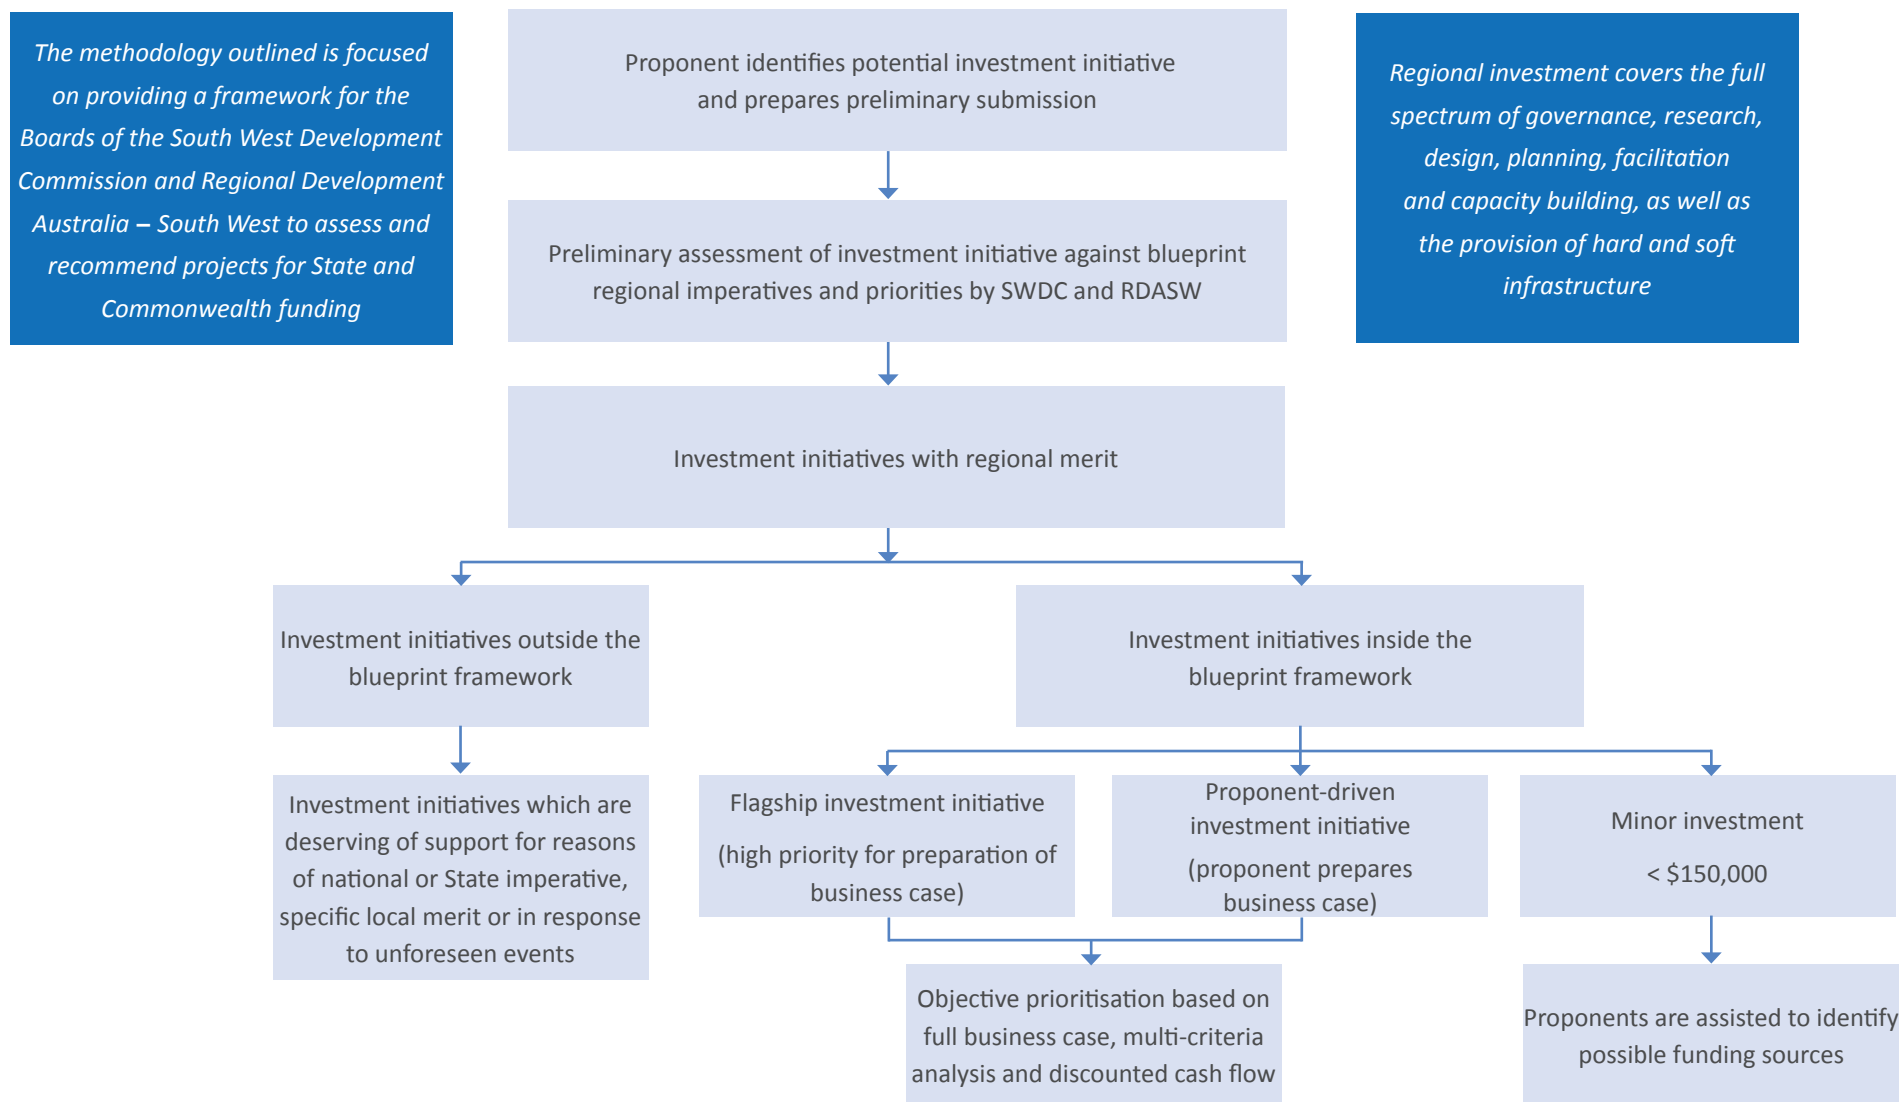 The methodology outlined is focused
on providing a framework for the
Boards of the South West Development
Commission and Regional Development
Australia – South West to assess and
recommend projects for State and
Commonwealth funding
Proponent identifies potential investment initiative
and prepares preliminary submission
Regional investment covers the full
spectrum of governance, research,
design, planning, facilitation
and capacity building, as well as
the provision of hard and soft
infrastructure
Preliminary assessment of investment initiative against blueprint
regional imperatives and priorities by SWDC and RDASW
Investment initiatives with regional merit
Investment initiatives outside the
blueprint framework
Investment initiatives inside the
blueprint framework
Investment initiatives which are
deserving of support for reasons
of national or State imperative,
specific local merit or in response
to unforeseen events
Flagship investment initiative
(high priority for preparation of
business case)
Proponent-driven
investment initiative
(proponent prepares
business case)
Minor investment
< $150,000
Objective prioritisation based on
full business case, multi-criteria
analysis and discounted cash flow
Proponents are assisted to identify
possible funding sources